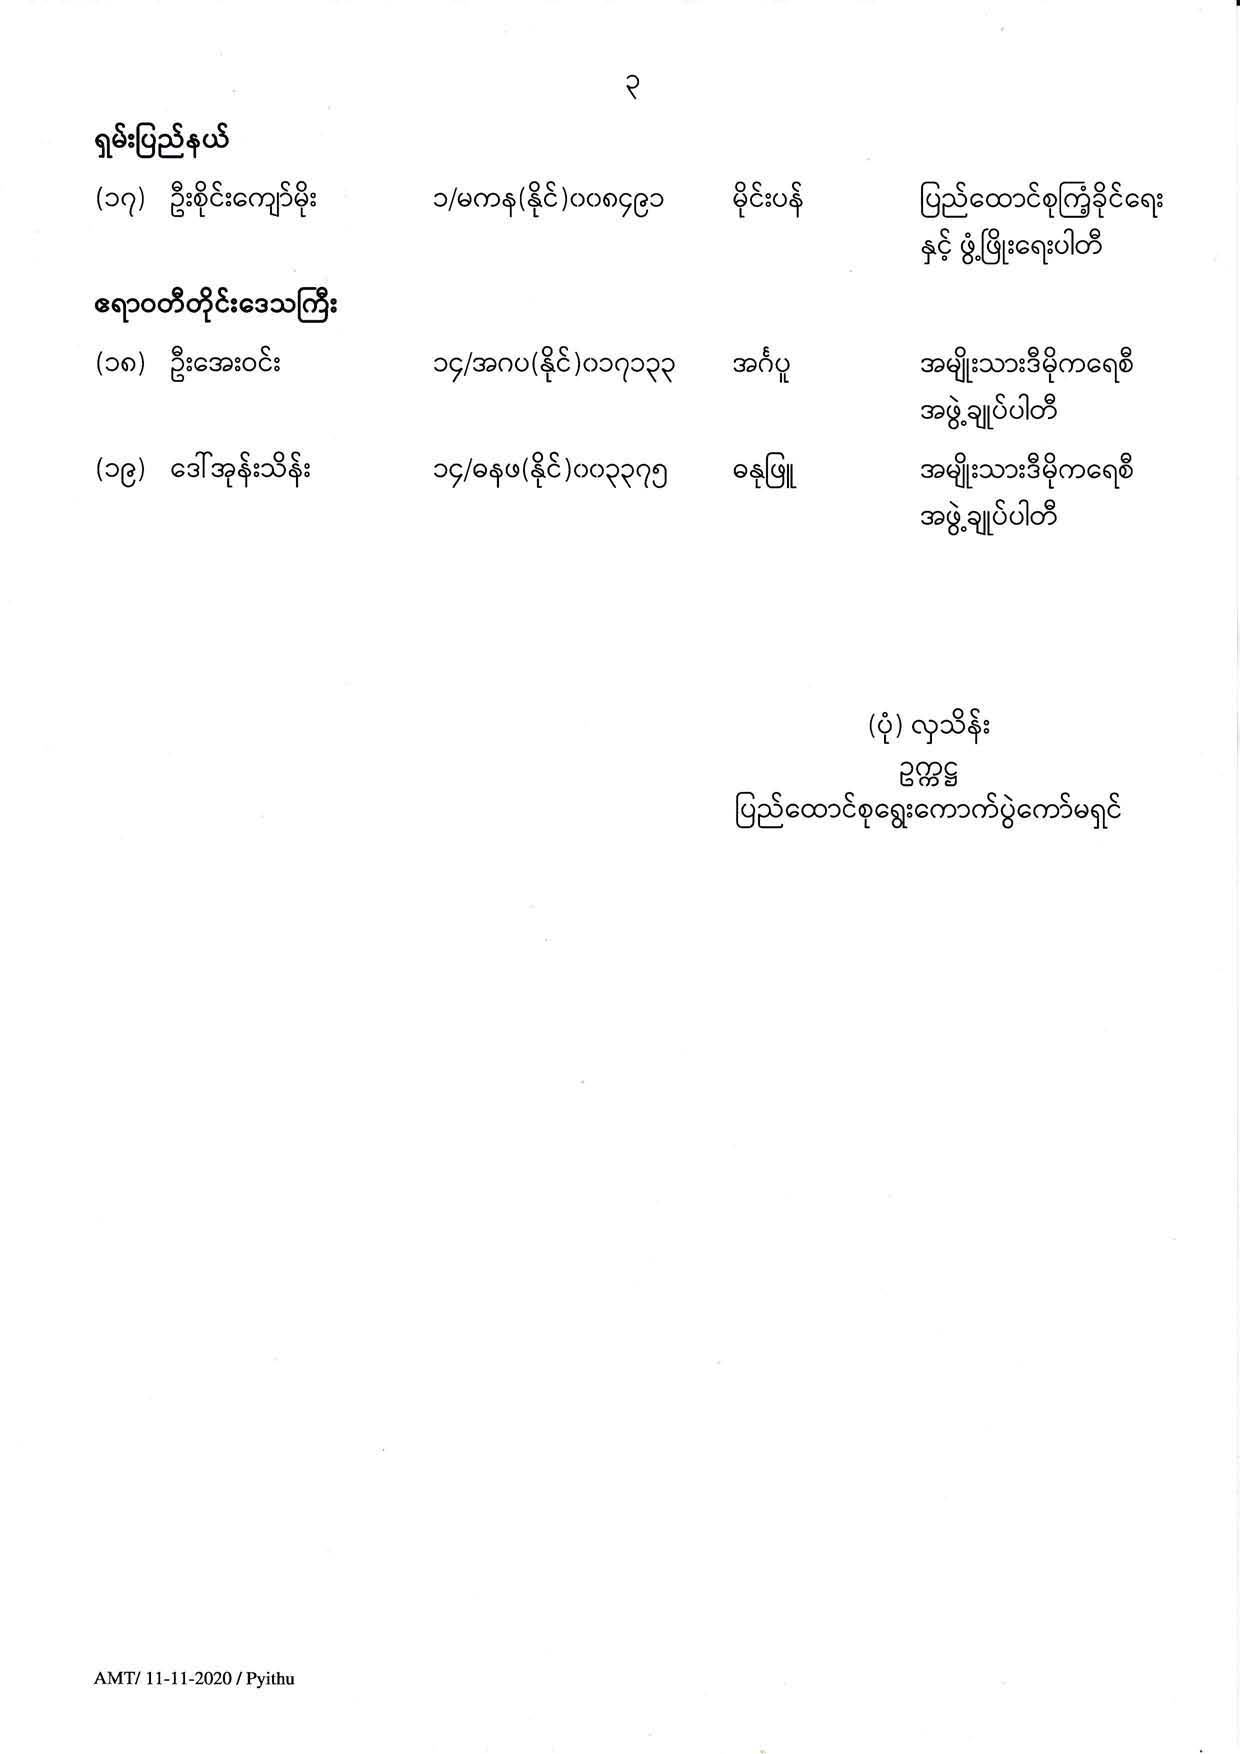 ၃
ရှမ်းပြည်နယ်
(၁၇) ဦးစိုင်းကျော်မိုး ၁/မကန(နိုင်)၀၀၈၄၉၁ မိုင်းပန် ပြည်ထောင်စုကြံ့ခိုင်ရေး
နှင့် ဖွံ့ဖြိုးရေးပါတီ
ဧရာဝတီတိုင်းဒေသကြီး
(၁၈) ဦးအေးဝင်း ၁၄/အဂပ(နိုင်)၀၁၇၁၃၃ အင်္ဂပူ အမျိုးသားဒီမိုကရေစီ
အဖွဲ့ချုပ်ပါတီ
(၁၉) ဒေါ်အုန်းသိန်း ၁၄/ဓနဖ(နိုင်)၀၀၃၃၇၅ ဓနုဖြူ အမျိုးသားဒီမိုကရေစီ
အဖွဲ့ချုပ်ပါတီ
(ပုံ) လှသိန်း
ဥက္ကဋ္ဌ
ပြည်ထောင်စုရွေးကောက်ပွဲကော်မရှင်
AMT/ 11-11-2020 / Pyithu